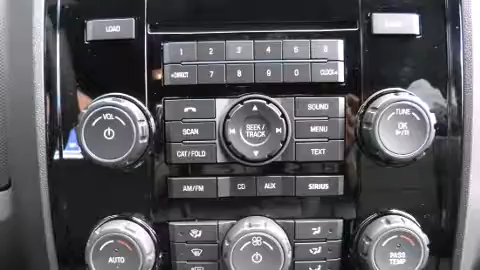 LOAD
1 2 3 4 5 6
<DIRECT 7 8 9 0 CLOCK
VOL
SOUND
TUNE
SCAN
SEEK/
TRACK
MENU
OK
CAT/FOLD
TEXT
AM/FM CD AUX SIRIUS
AUTO
PASS
TEMP